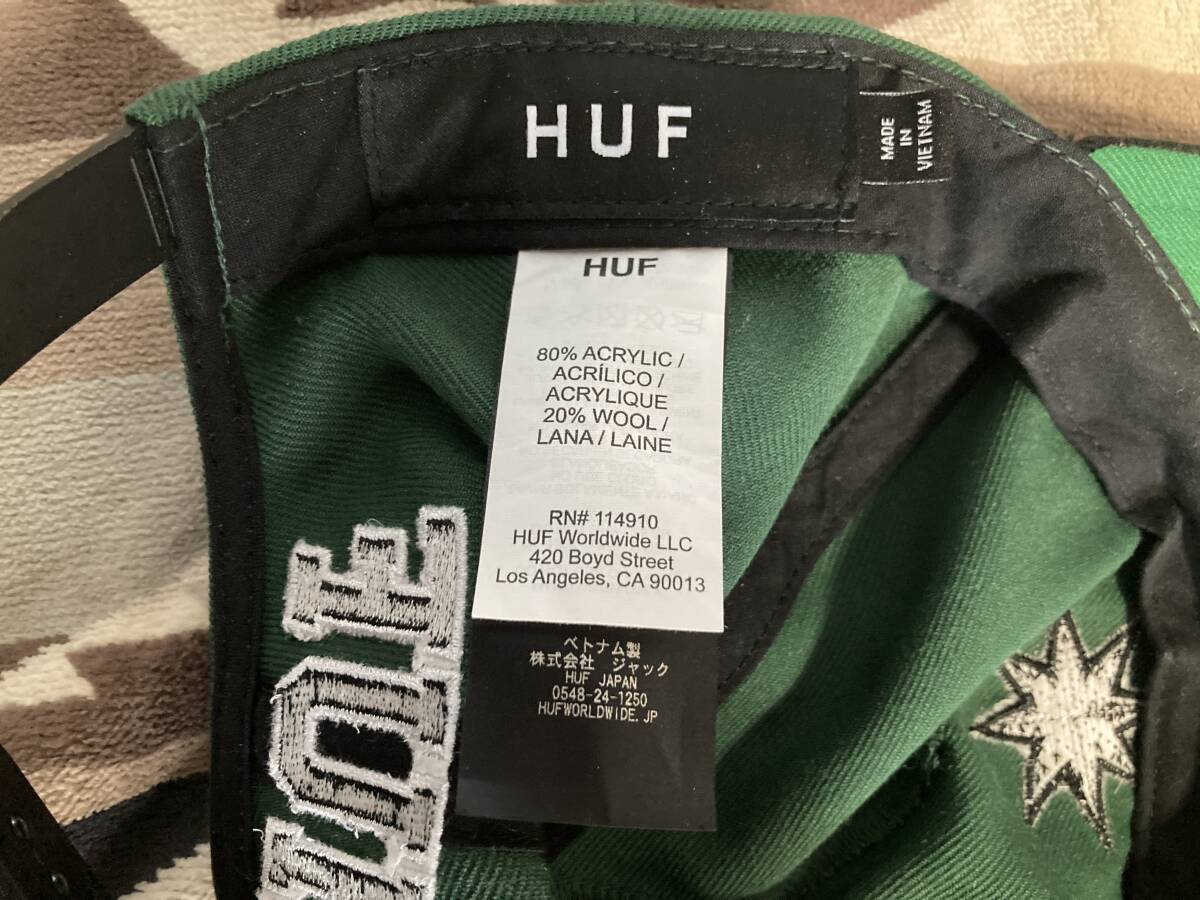 HUF
MADE
IN
VIETNAM
HUF
80% ACRYLIC /
ACRÍLICO /
ACRYLIQUE
20% WOOL /
LANA / LAINE
RN# 114910
HUF Worldwide LLC
420 Boyd Street
Los Angeles, CA 90013
ベトナム製
株式会社 ジャック
HUF JAPAN
0548-24-1250
HUFWORLDWIDE.JP